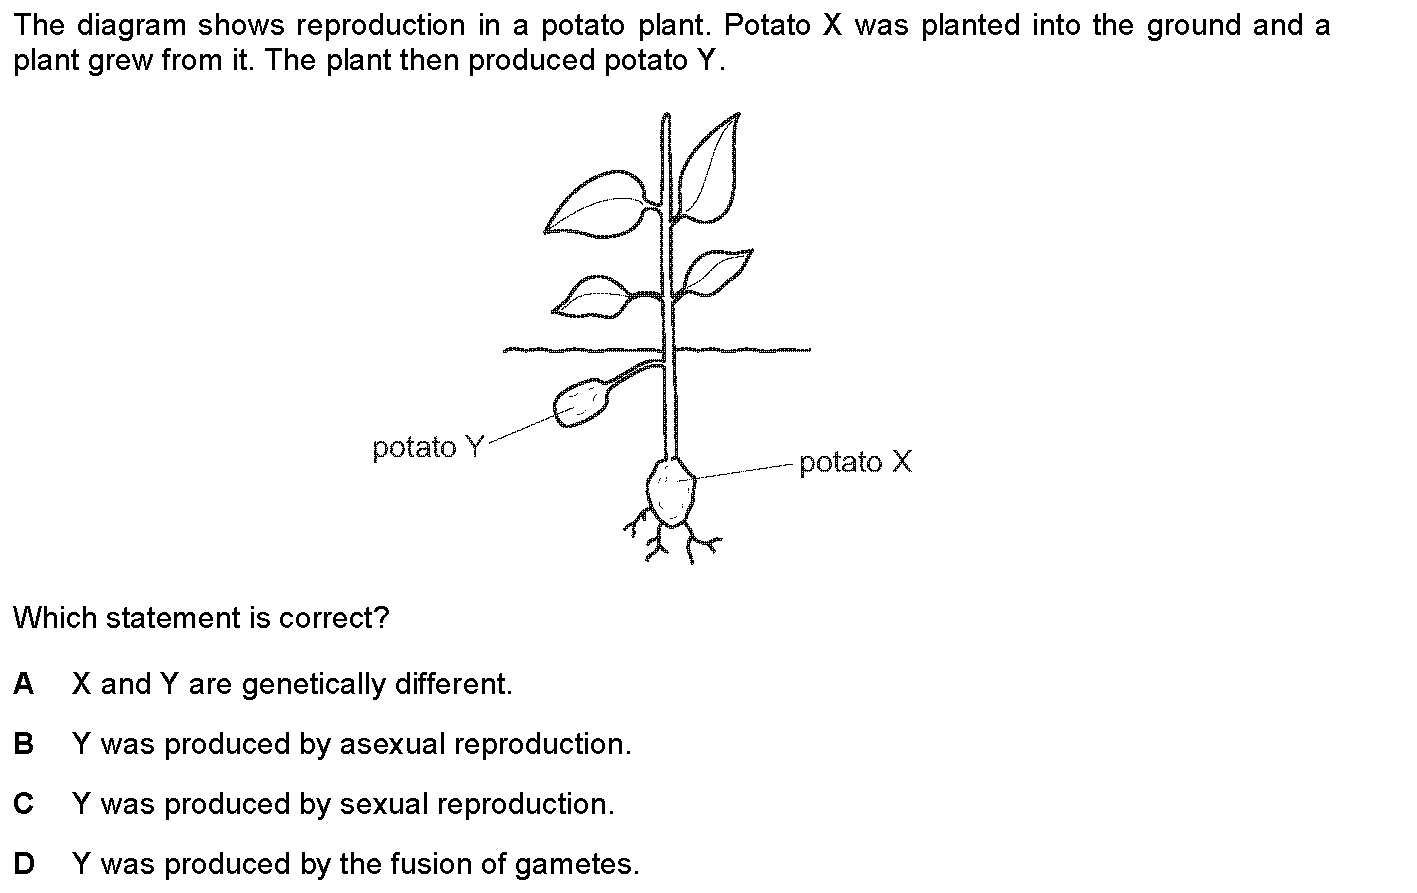 The diagram shows reproduction in a potato plant. Potato X was planted into the ground and a
plant grew from it. The plant then produced potato Y.
potato Y
potato X
Which statement is correct?
A X and Y are genetically different.
B Y was produced by asexual reproduction.
C Y was produced by sexual reproduction.
D Y was produced by the fusion of gametes.